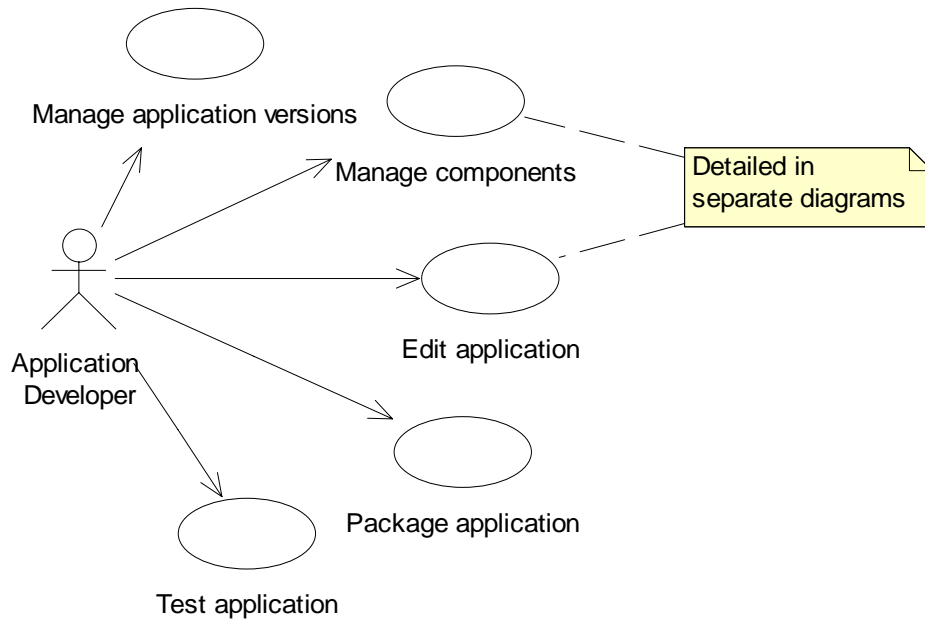 Manage application versions
Manage components
Detailed in
separate diagrams
Edit application
Application
Developer
Package application
Test application